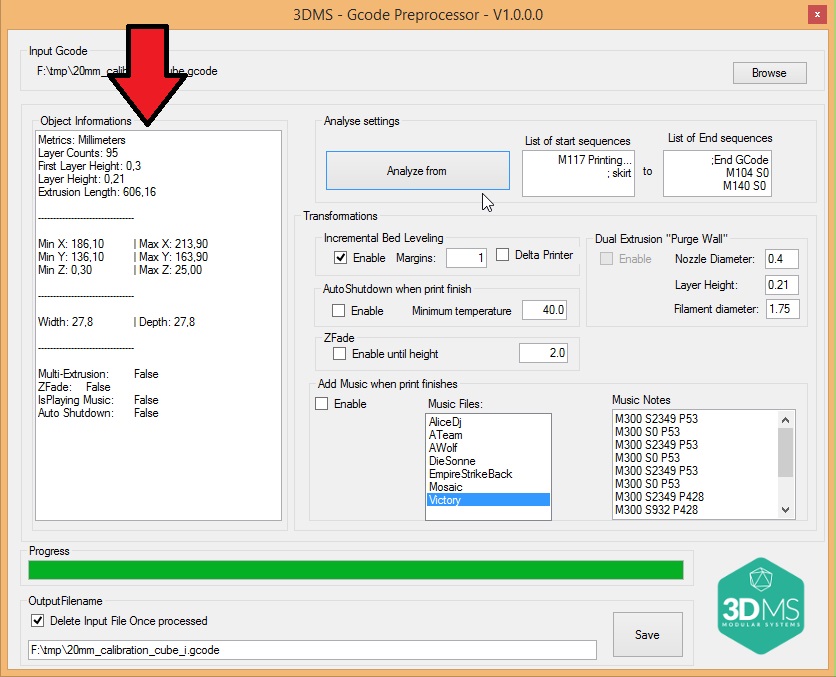 3DMS - Gcode Preprocessor - V1.0.0.0
x
Input Gcode
F:\tmp\20mm_calib cube.gcode
Browse
Object Informations
Metrics: Millimeters
Layer Counts: 95
First Layer Height: 0,3
Layer Height: 0,21
Extrusion Length: 606,16
--------------------------------
Min X: 186,10 | Max X: 213,90
Min Y: 136,10 | Max Y: 163,90
Min Z: 0,30 | Max Z: 25,00
--------------------------------
Width: 27,8 | Depth: 27,8
--------------------------------
Multi-Extrusion: False
ZFade: False
IsPlaying Music: False
Auto Shutdown: False
Analyse settings
Analyze from
List of start sequences
M117 Printing...
; skirt
to
List of End sequences
;End GCode
M104 S0
M140 S0
Transformations
Incremental Bed Leveling
Enable Margins: 1 Delta Printer
AutoShutdown when print finish
Enable Minimum temperature 40.0
ZFade
Enable until height 2.0
Dual Extrusion "Purge Wall"
Enable Nozzle Diameter: 0.4
Layer Height: 0.21
Filament diameter: 1.75
Add Music when print finishes
Enable
Music Files:
AliceDj
ATeam
AWolf
DieSonne
EmpireStrikeBack
Mosaic
Victory
Music Notes
M300 S2349 P53
M300 S0 P53
M300 S2349 P53
M300 S0 P53
M300 S2349 P53
M300 S0 P53
M300 S2349 P428
M300 S932 P428
Progress
OutputFilename
Delete Input File Once processed
F:\tmp\20mm_calibration_cube_i.gcode
Save
3DMS
MODULAR SYSTEMS